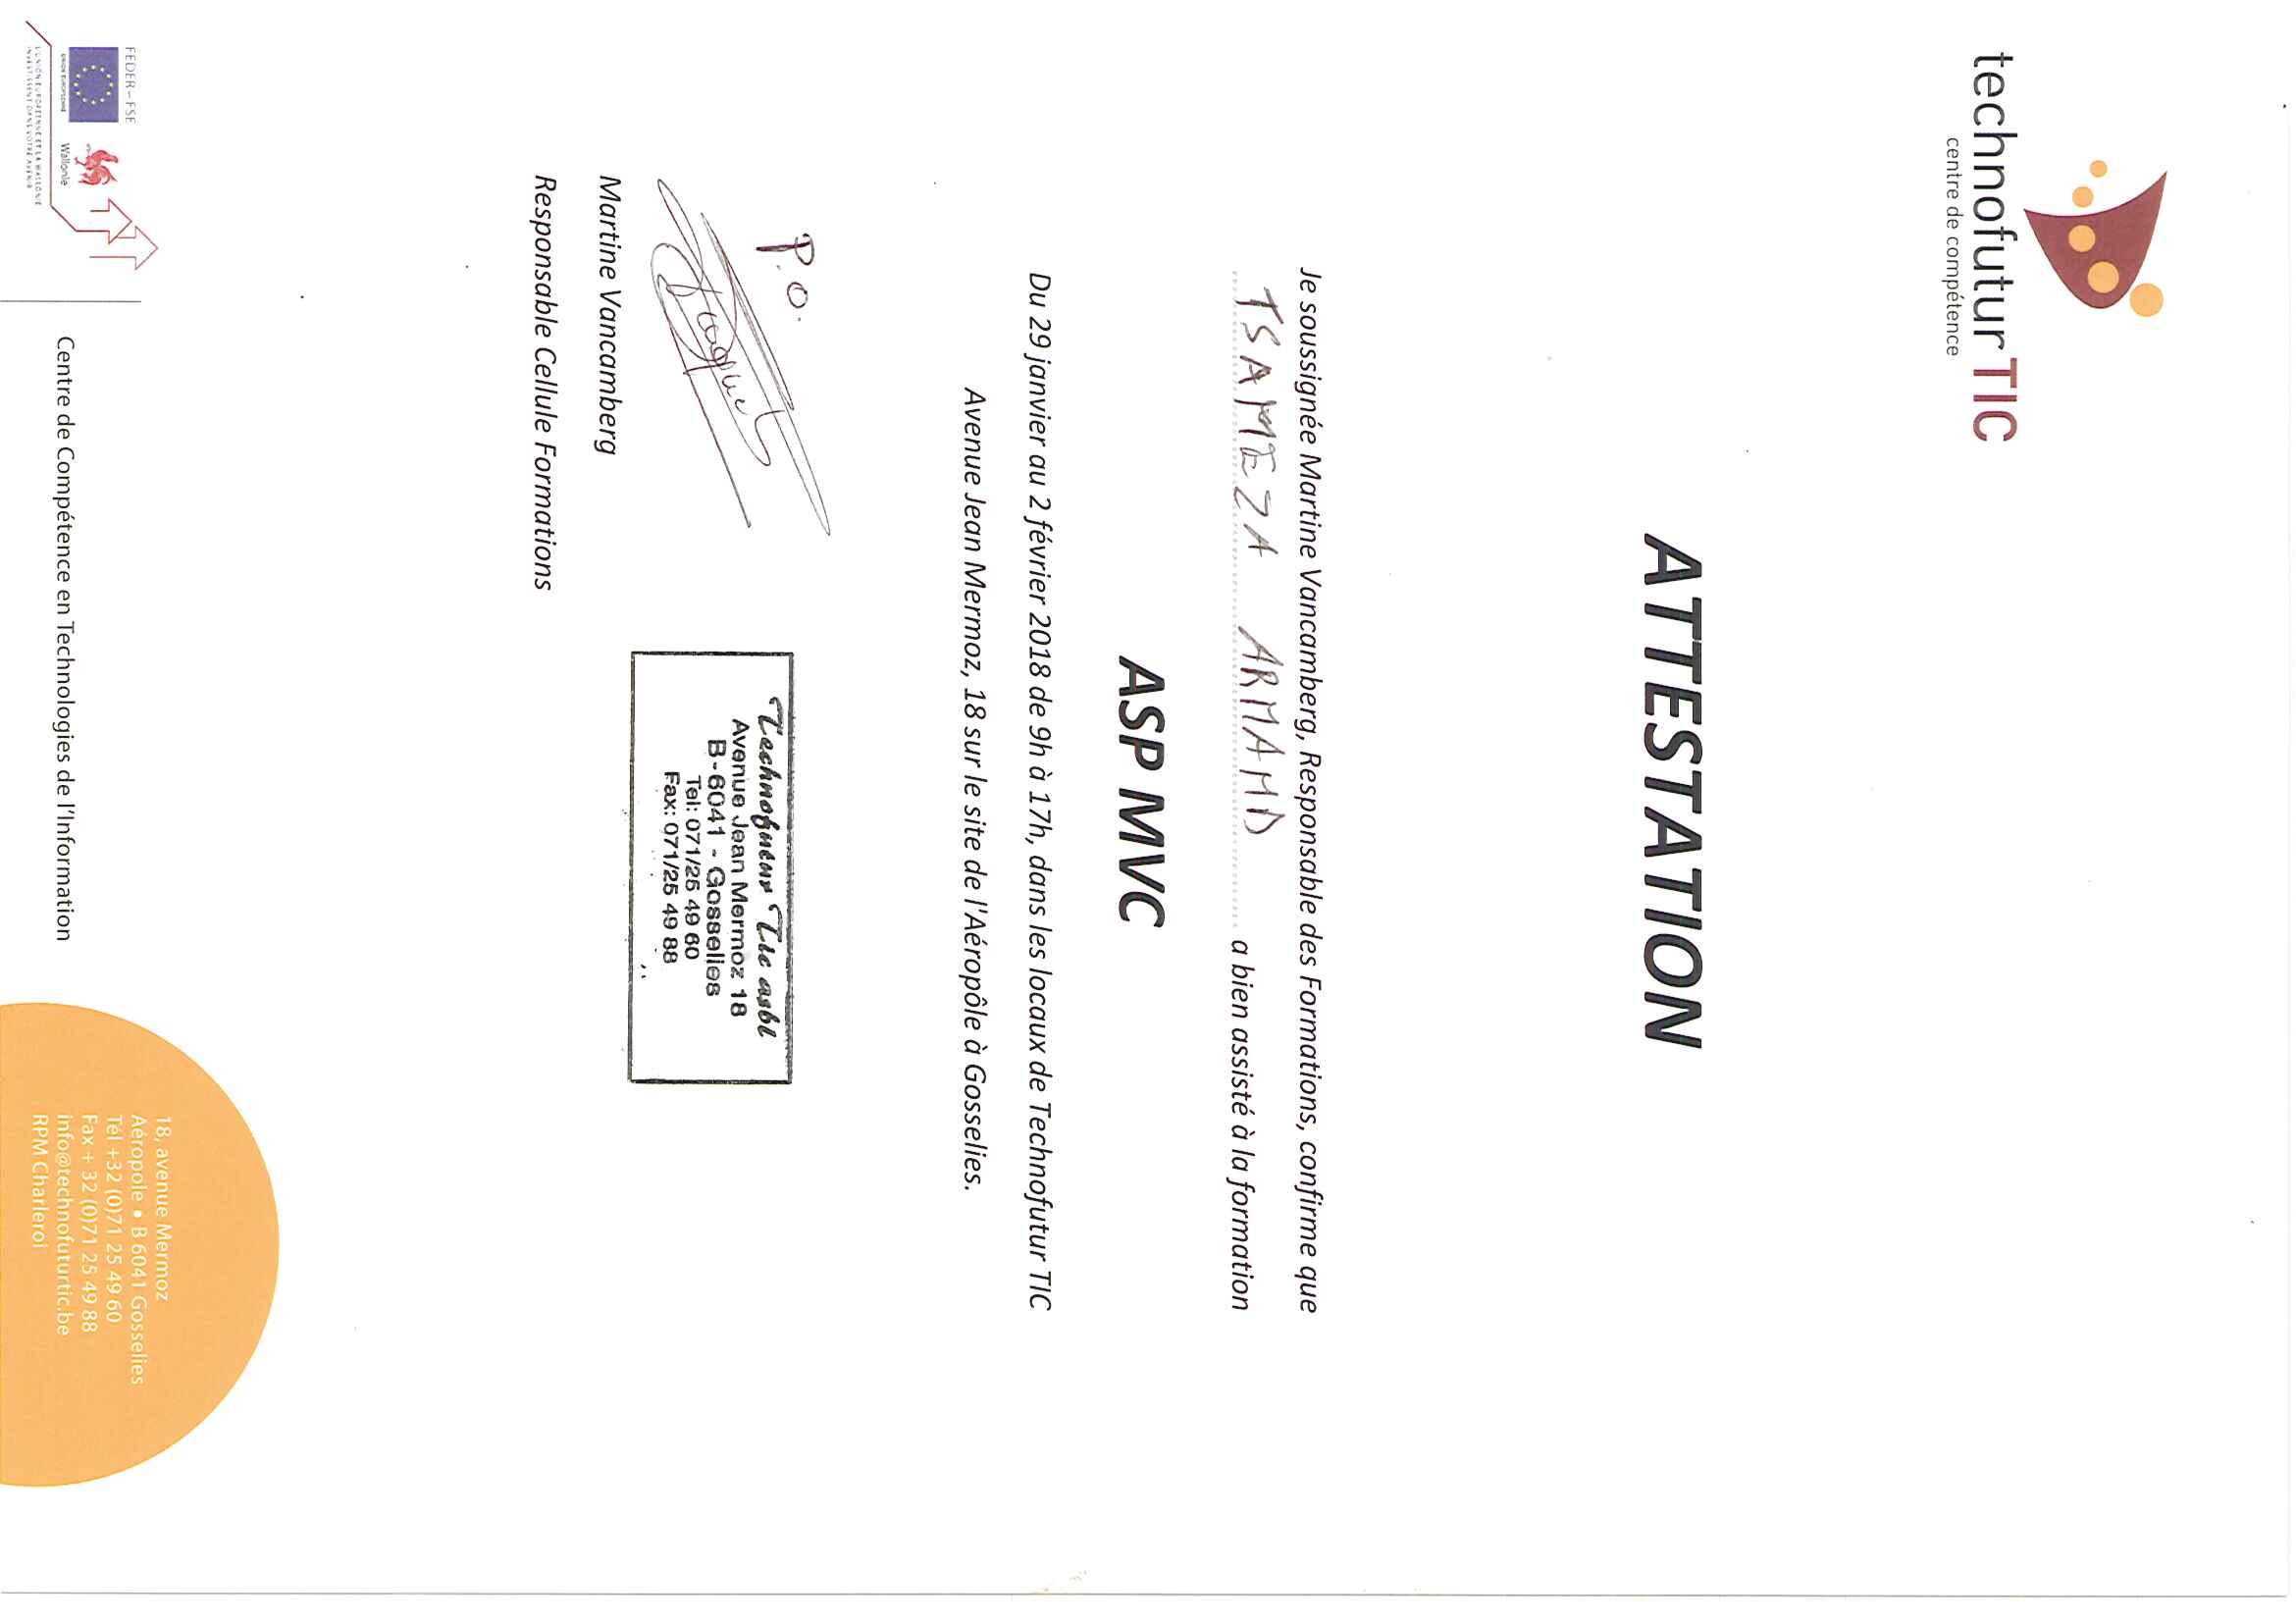 technofutur TIC
centre de compétence
ATTESTATION
Je soussignée Martine Vancamberg, Responsable des Formations, confirme que
TSAMEZA ARMAND a bien assisté à la formation
ASP MVC
Du 29 janvier au 2 février 2018 de 9h à 17h, dans les locaux de Technofutur TIC
Avenue Jean Mermoz, 18 sur le site de l'Aéropôle à Gosselies.
P.O.
Technofutur Tic asbl
Avenue Jean Mermoz 18
B-6041 - Gosselies
Tel: 071/25 49 60
Fax: 071/25 49 88
Martine Vancamberg
Responsable Cellule Formations
FEDER-FSE
UNION EUROPEENNE
Wallonie
L'UNION EUROPÉENNE ET LA WALLONIE
INVESTISSENT DANS VOTRE AVENIR
Centre de Compétence en Technologies de l'Information
18, avenue Mermoz
Aéropole • B 6041 Gosselies
Tél +32 (0)71 25 49 60
Fax + 32 (0)71 25 49 88
info@technofuturtic.be
RPM Charleroi